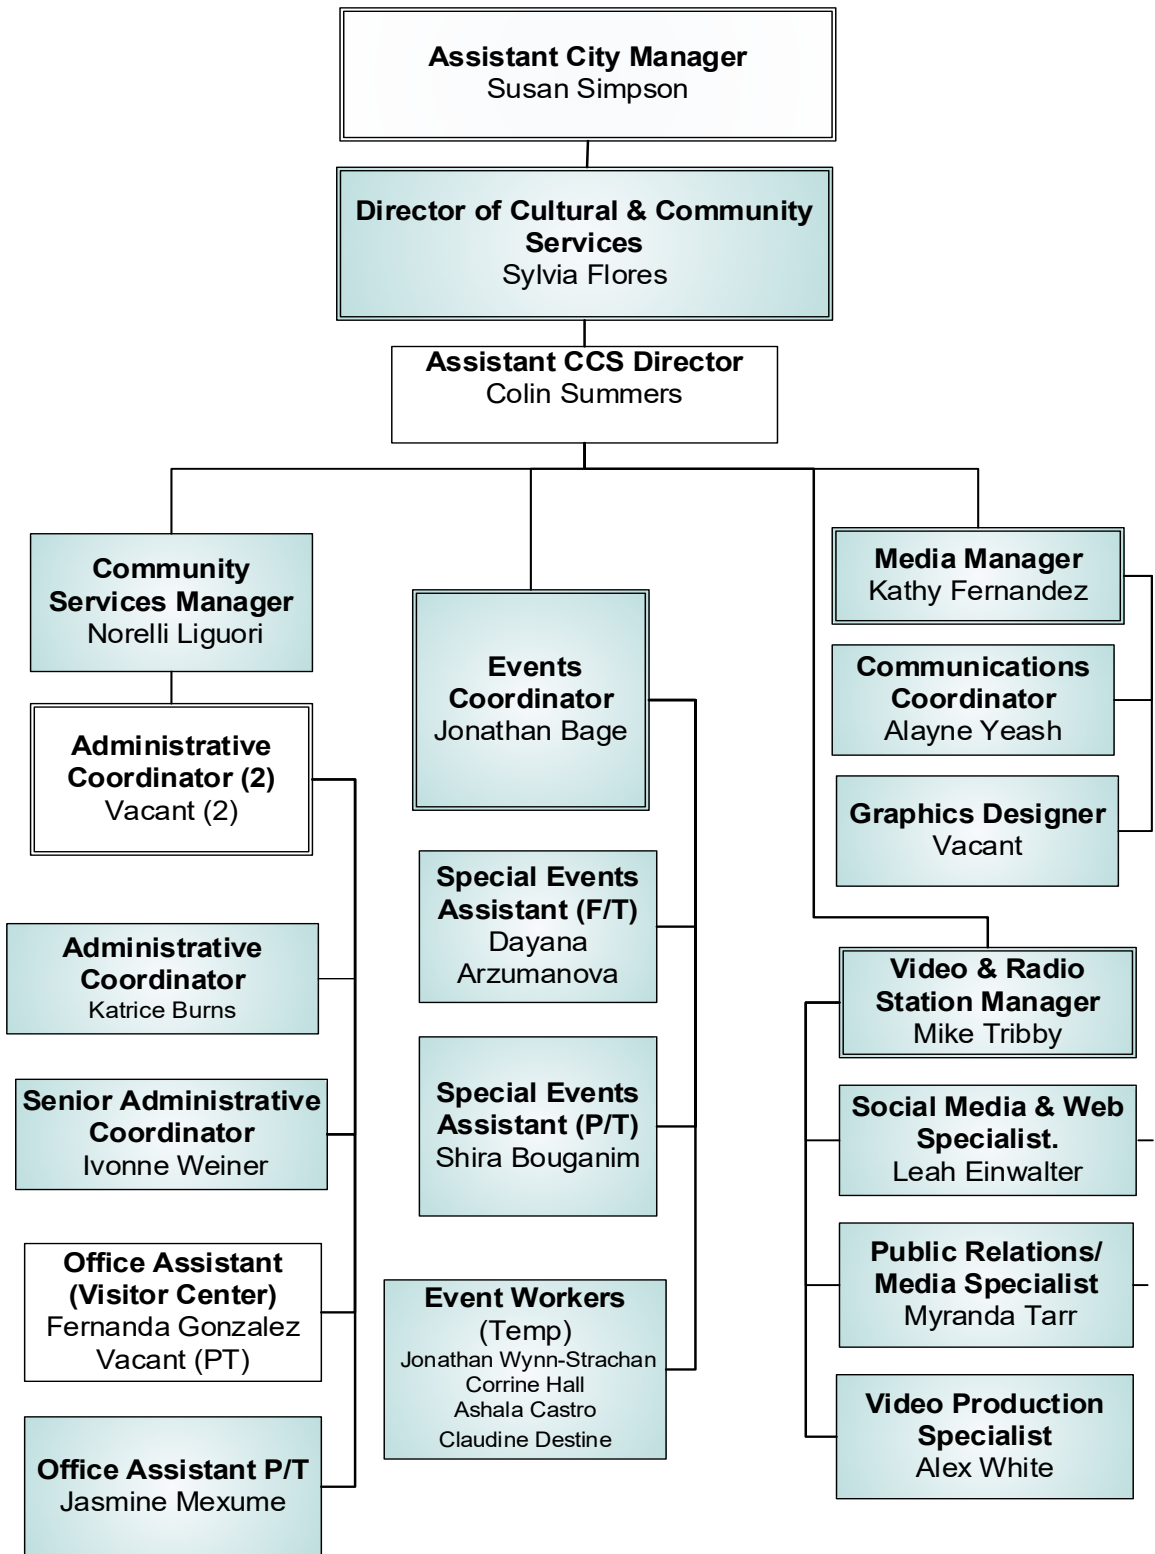 Assistant City Manager
Susan Simpson
Director of Cultural & Community
Services
Sylvia Flores
Assistant CCS Director
Colin Summers
Community
Services Manager
Norelli Liguori
Administrative
Coordinator (2)
Vacant (2)
Administrative
Coordinator
Katrice Burns
Senior Administrative
Coordinator
Ivonne Weiner
Office Assistant
(Visitor Center)
Fernanda Gonzalez
Vacant (PT)
Office Assistant P/T
Jasmine Mexume
Events
Coordinator
Jonathan Bage
Special Events
Assistant (F/T)
Dayana
Arzumanova
Special Events
Assistant (P/T)
Shira Bouganim
Event Workers
(Temp)
Jonathan Wynn-Strachan
Corrine Hall
Ashala Castro
Claudine Destine
Media Manager
Kathy Fernandez
Communications
Coordinator
Alayne Yeash
Graphics Designer
Vacant
Video & Radio
Station Manager
Mike Tribby
Social Media & Web
Specialist.
Leah Einwalter
Public Relations/
Media Specialist
Myranda Tarr
Video Production
Specialist
Alex White